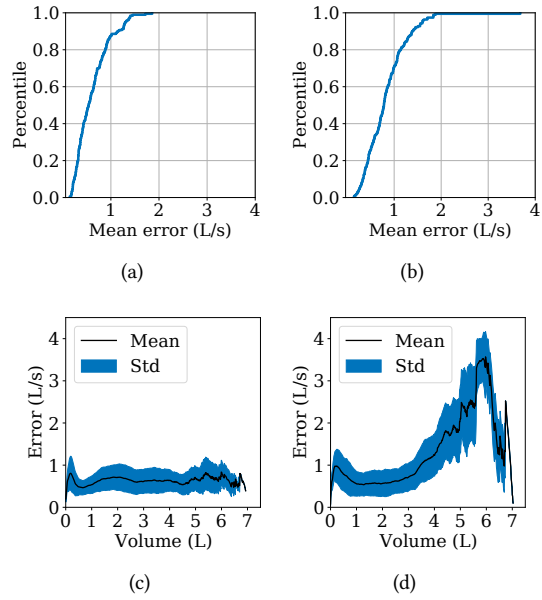 1.0
0.8
0.6
0.4
0.2
0.0
Percentile
1 2 3 4
Mean error (L/s)
(a)
1.0
0.8
0.6
0.4
0.2
0.0
Percentile
1 2 3 4
Mean error (L/s)
(b)
4
3
2
1
0
Error (L/s)
Mean
Std
0 1 2 3 4 5 6 7
Volume (L)
(c)
4
3
2
1
0
Error (L/s)
Mean
Std
0 1 2 3 4 5 6 7
Volume (L)
(d)